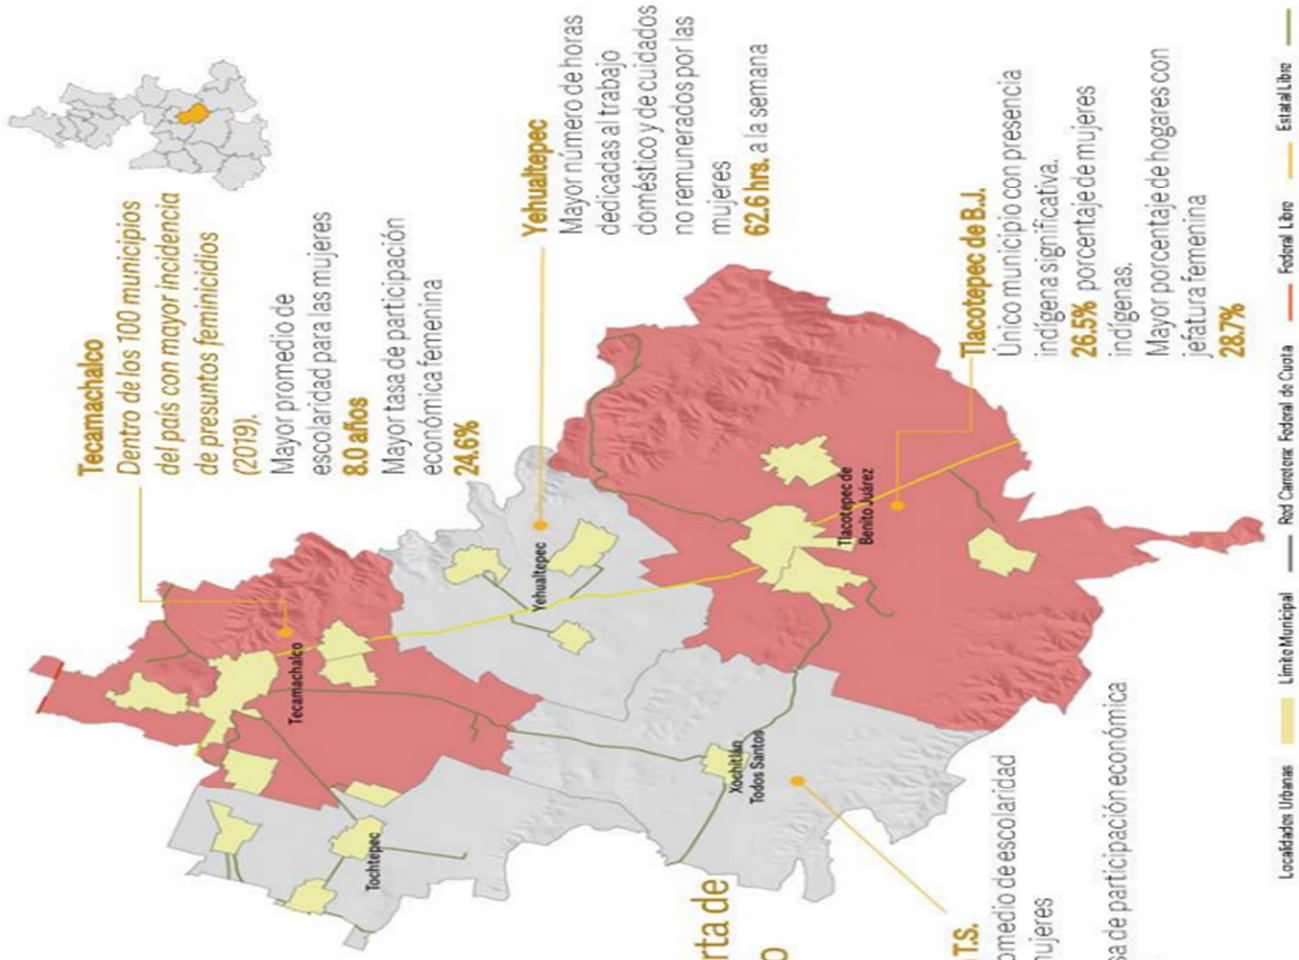 Tecamachalco
Dentro de los 100 municipios
del país con mayor incidencia
de presuntos feminicidios
(2019).
Mayor promedio de
escolaridad para las mujeres
8.0 años
Mayor tasa de participación
económica femenina
24.6%
Yehualtepec
Mayor número de horas
dedicadas al trabajo
doméstico y de cuidados
no remunerados por las
mujeres
62.6 hrs. a la semana
Tlacotepec de B.J.
Único municipio con presencia
indígena significativa.
26.5% porcentaje de mujeres
indígenas.
Mayor porcentaje de hogares con
jefatura femenina
28.7%
Tecamachalco
Yehualtepec
Tlacotepec de
Benito Juárez
Tochtepec
Xochitlán
Todos Santos
rta de
o
T.S.
omedio de escolaridad
mujeres
sa de participación económica
Localidades Urbanas
Límite Municipal
Red Carretera: Federal de Cuota
Federal Libre
Estatal Libre